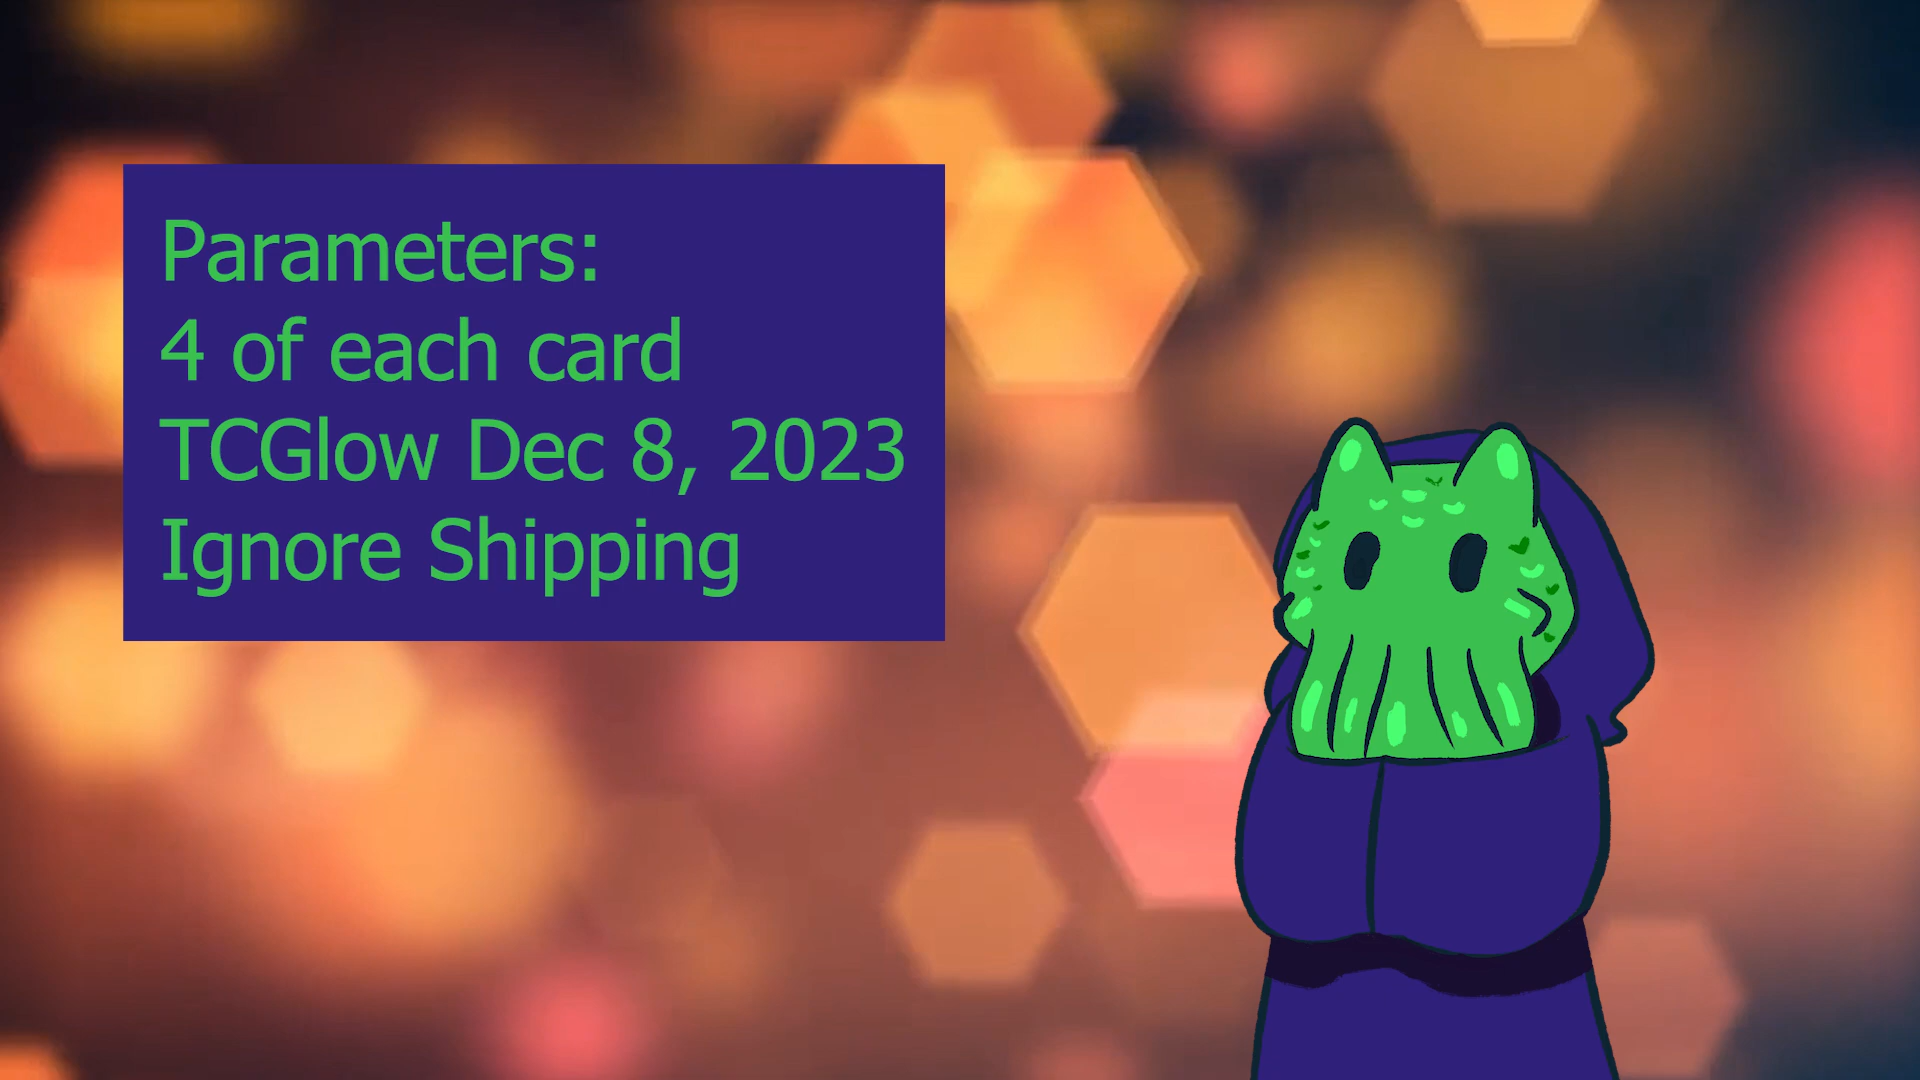 Parameters:
4 of each card
TCGlow Dec 8, 2023
Ignore Shipping